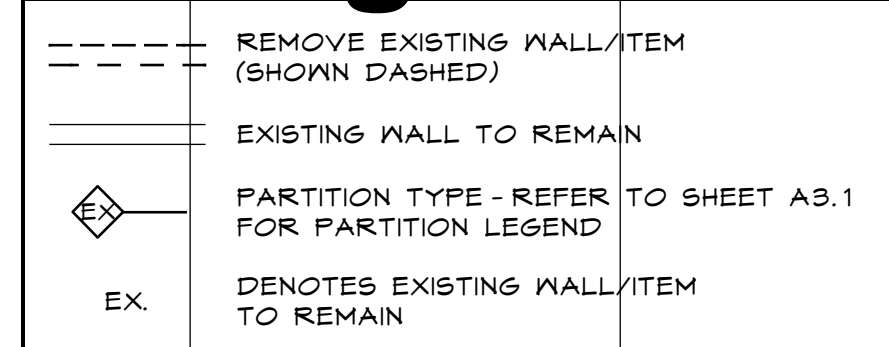 REMOVE EXISTING WALL/ITEM
(SHOWN DASHED)
EXISTING WALL TO REMAIN
EX
PARTITION TYPE - REFER TO SHEET A3.1
FOR PARTITION LEGEND
EX.
DENOTES EXISTING WALL/ITEM
TO REMAIN